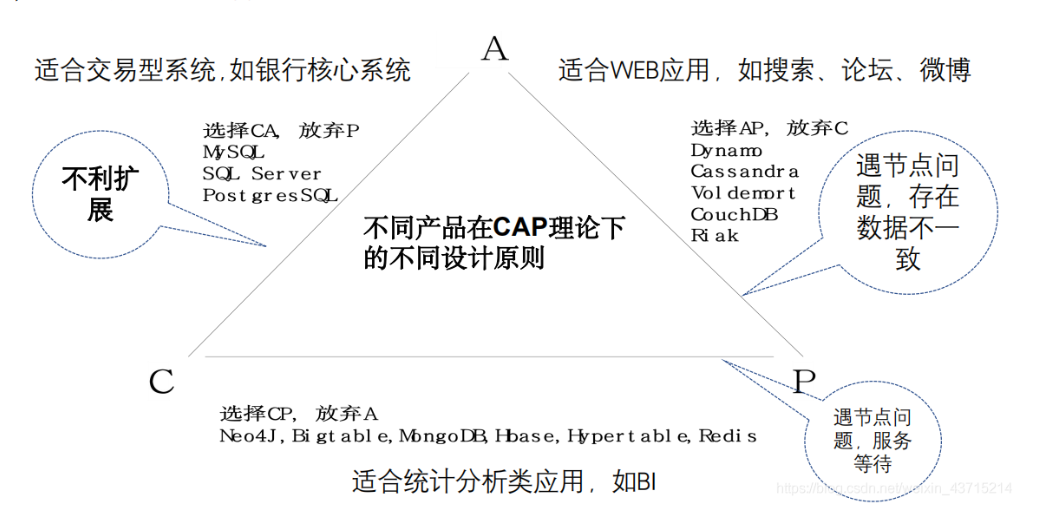 A
适合交易型系统,如银行核心系统
适合WEB应用，如搜索、论坛、微博
选择CA, 放弃P
MySQL
SQL Server
PostgresSQL
不利扩
展
选择AP, 放弃C
Dynamo
Cassandra
Voldemort
CouchDB
Riak
遇节点问
题，存在
数据不一
致
不同产品在CAP理论下
的不同设计原则
C
P
选择CP, 放弃A
Neo4J,Bigtable,MongoDB,Hbase,Hypertable,Redis
遇节点问
题，服务
等待
适合统计分析类应用，如BI
https://blog.csdn.net/weixin_43715214